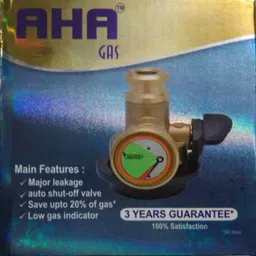 AHA™
GAS
Main Features :
✓ Major leakage
✓ auto shut-off valve
✓ Save upto 20% of gas*
✓ Low gas indicator
3 YEARS GUARANTEE*
100% Satisfaction